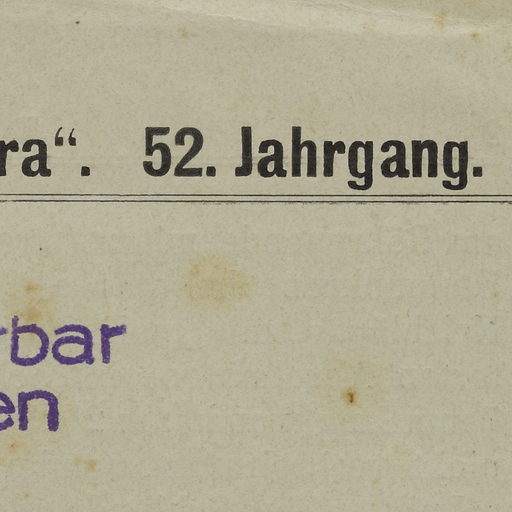 ra“. 52. Jahrgang.
rbar
en